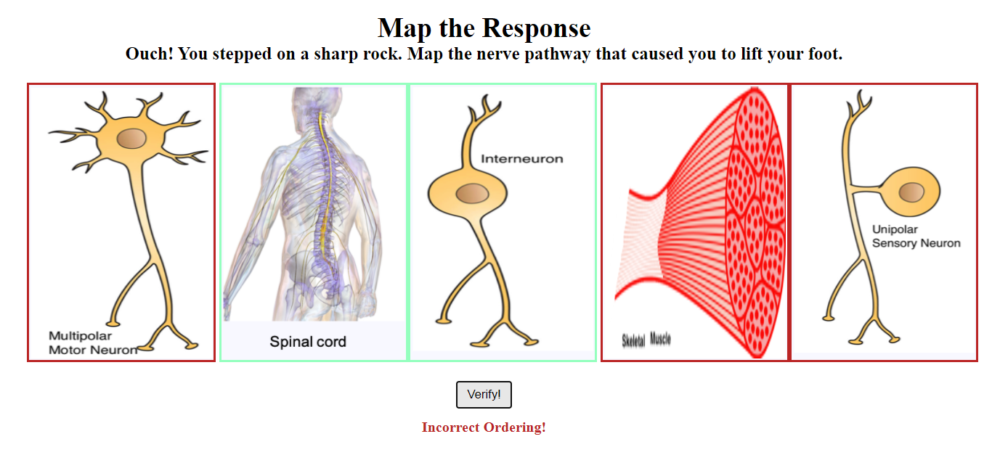 Map the Response
Ouch! You stepped on a sharp rock. Map the nerve pathway that caused you to lift your foot.
Multipolar
Motor Neuron
Spinal cord
Interneuron
Skeletal Muscle
Unipolar
Sensory Neuron
Verify!
Incorrect Ordering!